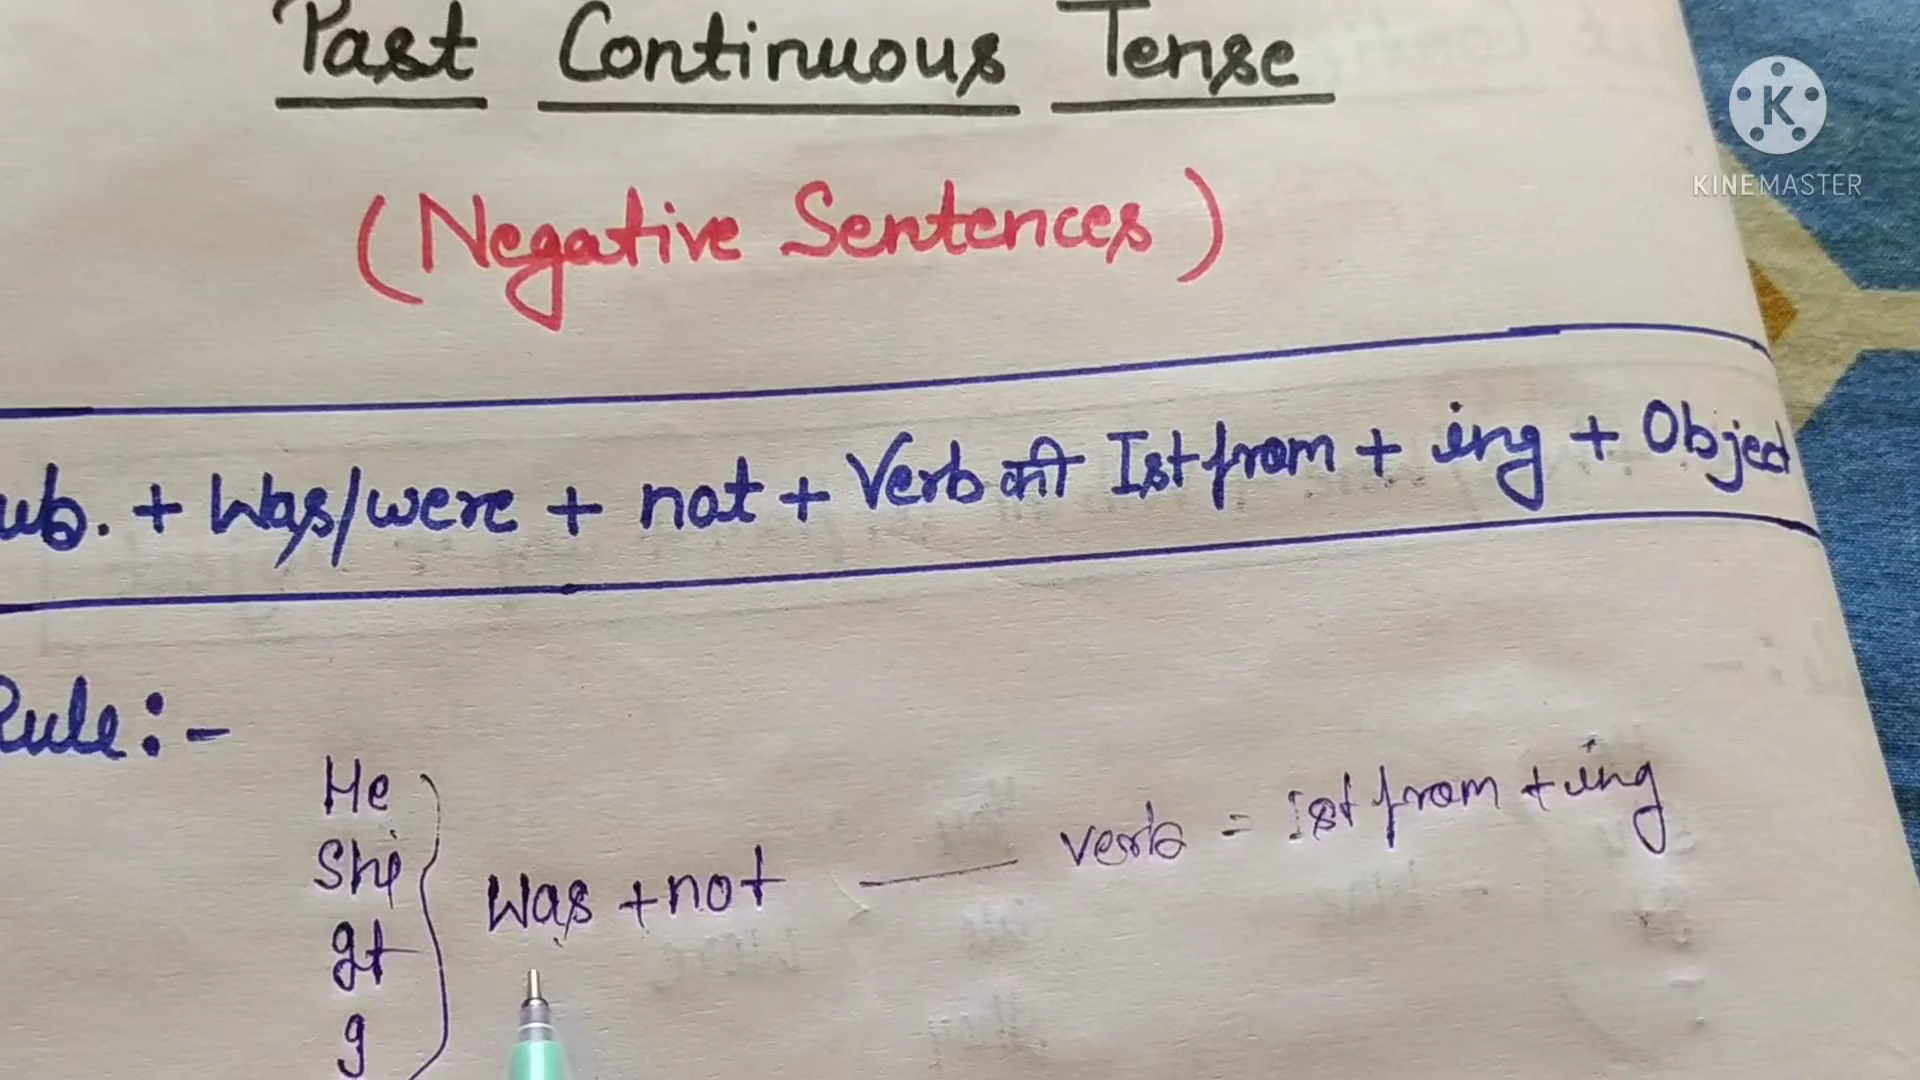 Past Continuous Tense
(Negative Sentences)
ub. + Was/were + not + Verb की Ist from + ing + Object
Rule:-
He
She
It
I
Was + not — verb = Ist from + ing
KINEMASTER